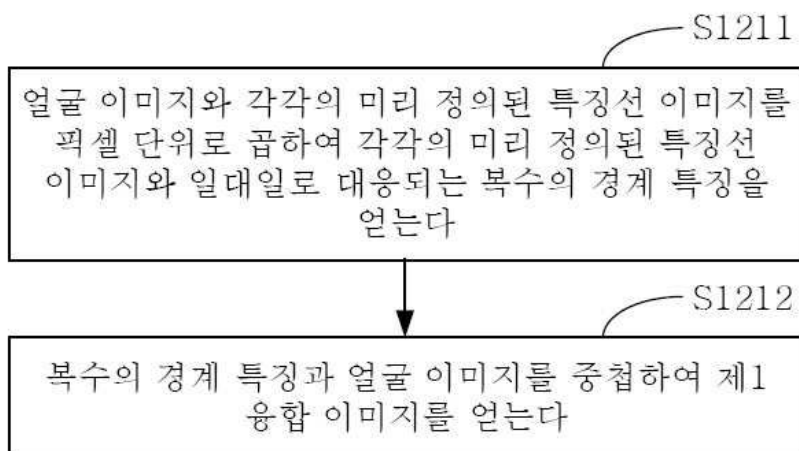 S1211
얼굴 이미지와 각각의 미리 정의된 특징선 이미지를
픽셀 단위로 곱하여 각각의 미리 정의된 특징선
이미지와 일대일로 대응되는 복수의 경계 특징을
얻는다
S1212
복수의 경계 특징과 얼굴 이미지를 중첩하여 제1
융합 이미지를 얻는다